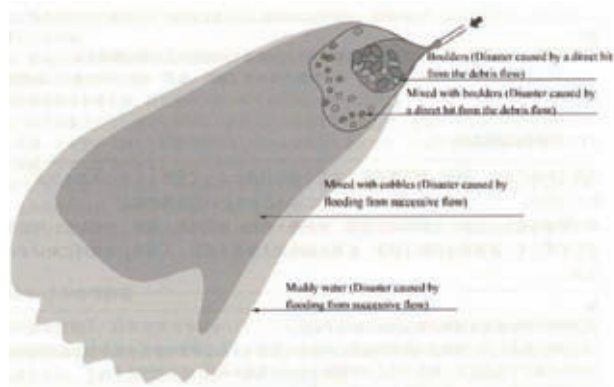 Boulders (Disaster caused by a direct hit
from the debris flow)
Mixed with boulders (Disaster caused by
a direct hit from the debris flow)
Mixed with cobbles (Disaster caused by
flooding from successive flow)
Muddy water (Disaster caused by
flooding from successive flow)